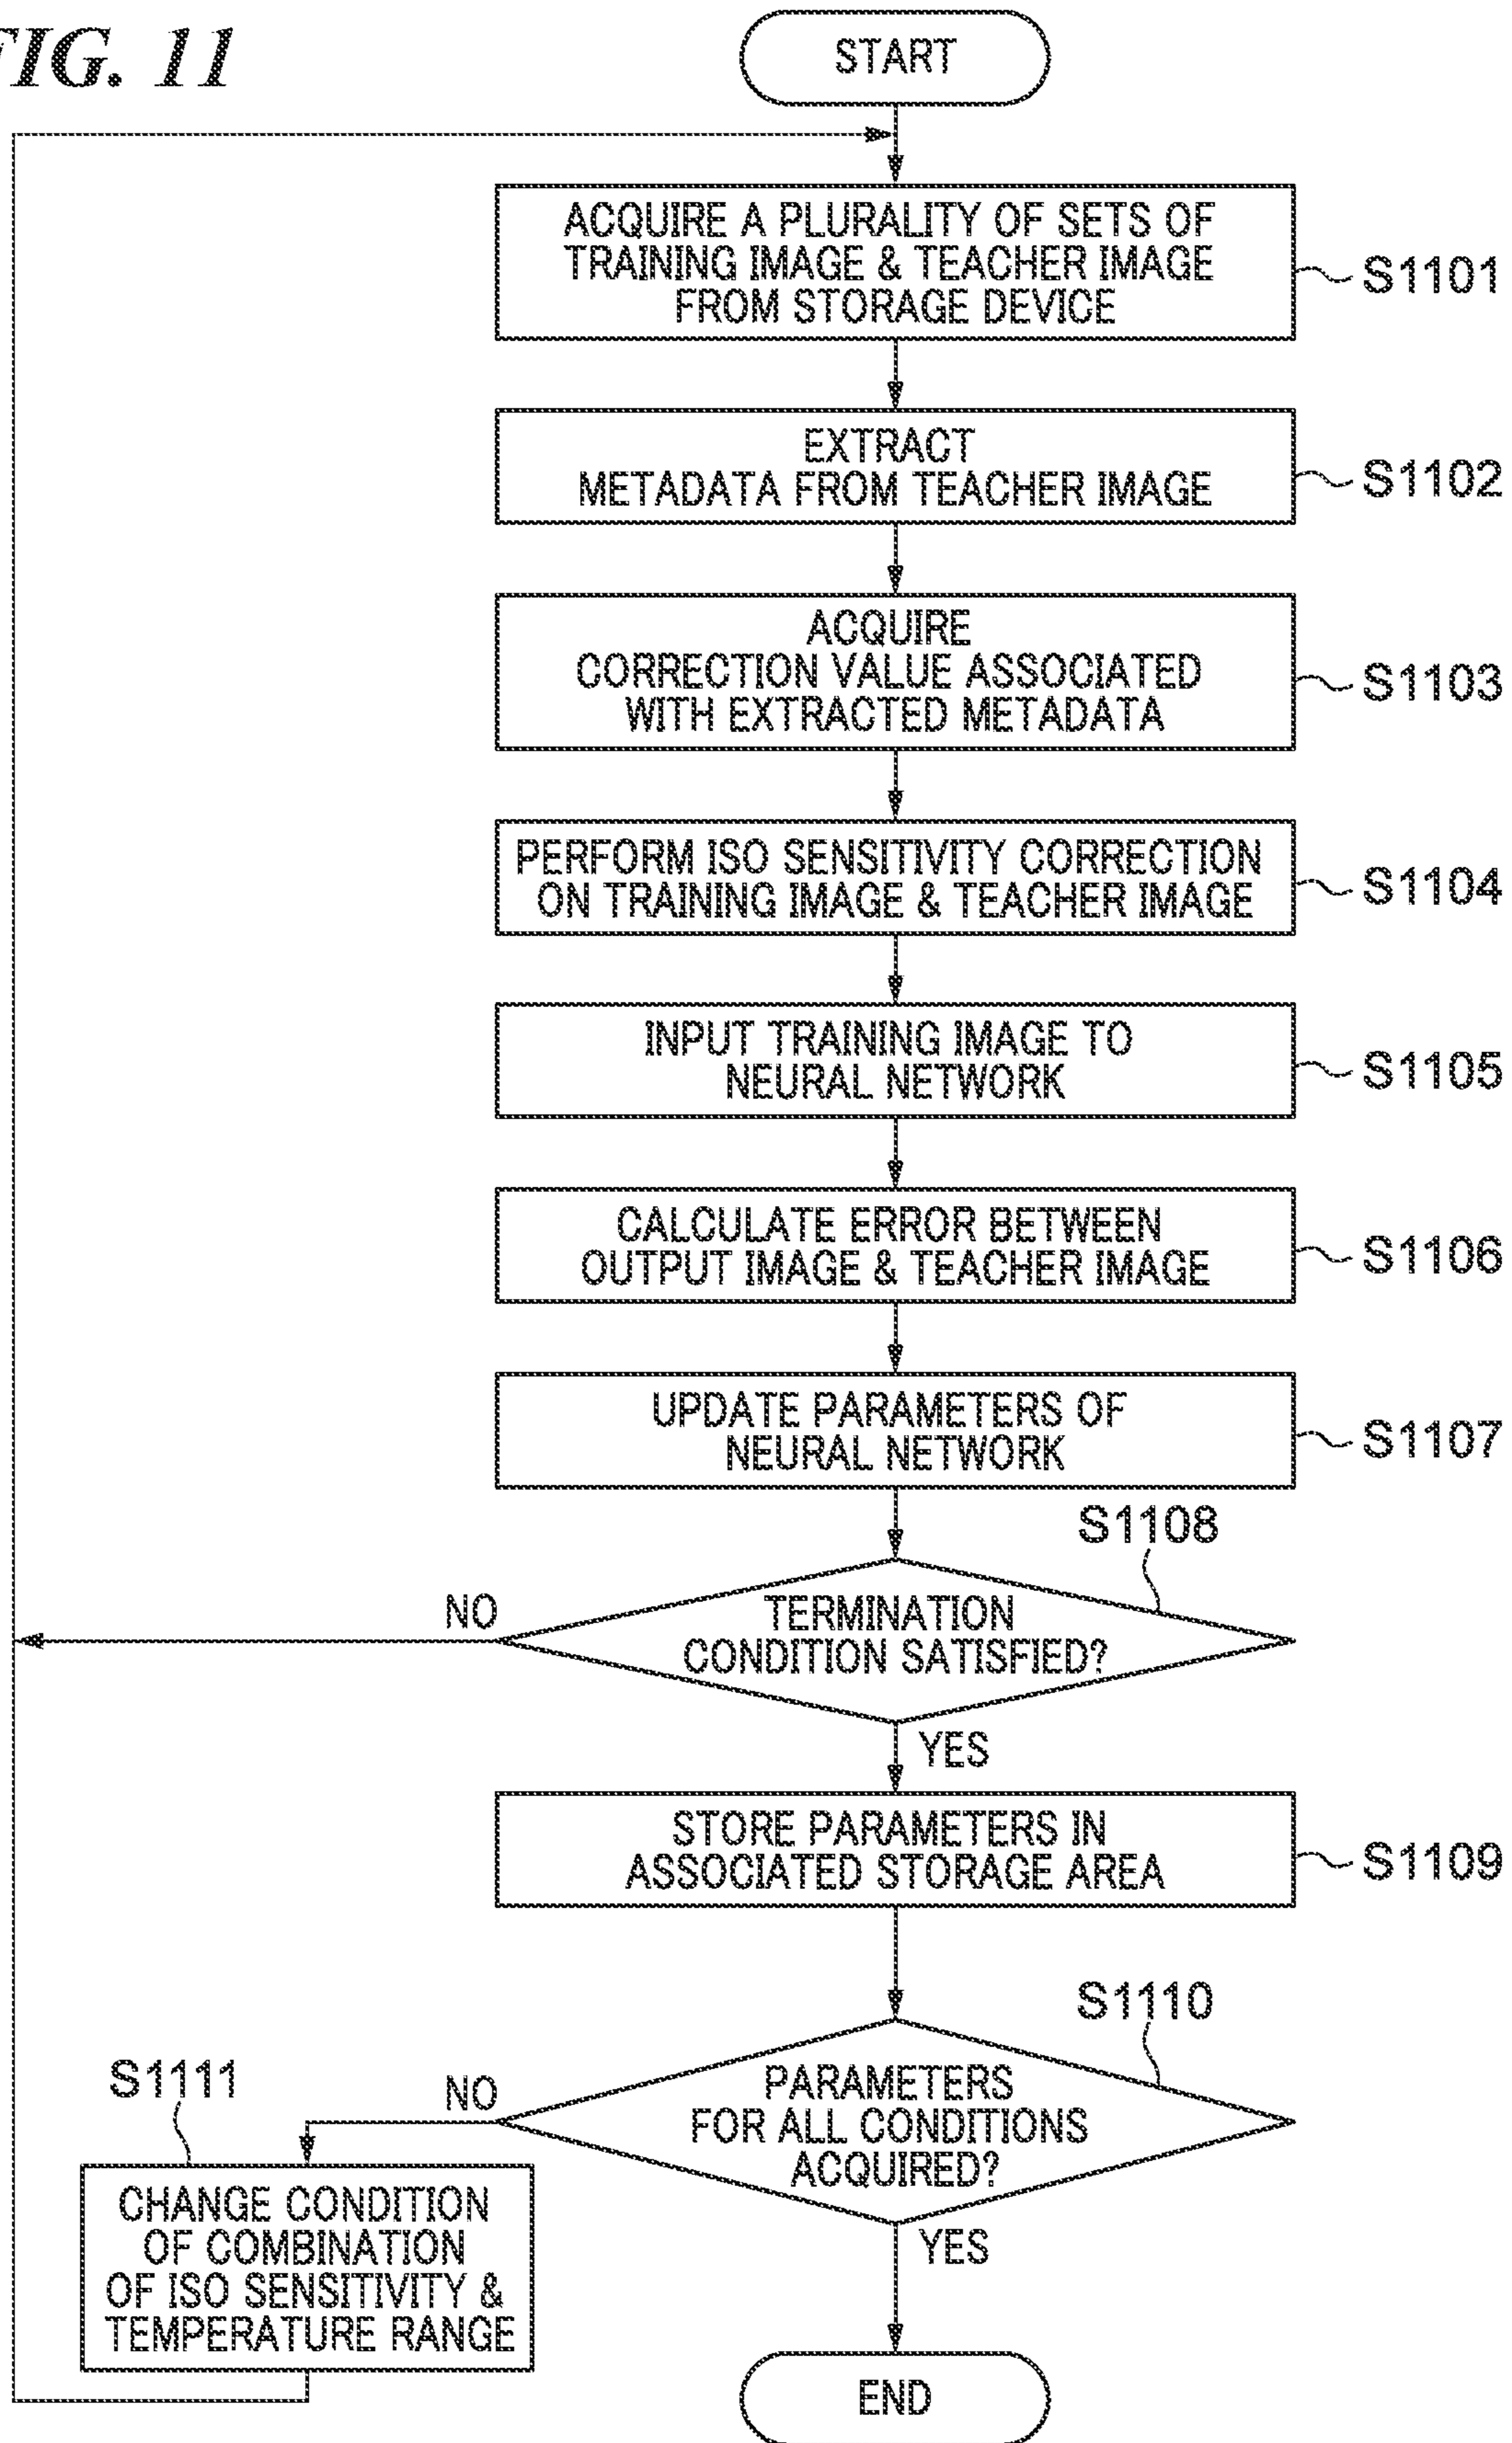 FIG. 11
START
ACQUIRE A PLURALITY OF SETS OF
TRAINING IMAGE & TEACHER IMAGE
FROM STORAGE DEVICE
S1101
EXTRACT
METADATA FROM TEACHER IMAGE
S1102
ACQUIRE
CORRECTION VALUE ASSOCIATED
WITH EXTRACTED METADATA
S1103
PERFORM ISO SENSITIVITY CORRECTION
ON TRAINING IMAGE & TEACHER IMAGE
S1104
INPUT TRAINING IMAGE TO
NEURAL NETWORK
S1105
CALCULATE ERROR BETWEEN
OUTPUT IMAGE & TEACHER IMAGE
S1106
UPDATE PARAMETERS OF
NEURAL NETWORK
S1107
S1108
NO
TERMINATION
CONDITION SATISFIED?
YES
STORE PARAMETERS IN
ASSOCIATED STORAGE AREA
S1109
S1110
NO
PARAMETERS
FOR ALL CONDITIONS
ACQUIRED?
YES
S1111
CHANGE CONDITION
OF COMBINATION
OF ISO SENSITIVITY &
TEMPERATURE RANGE
END